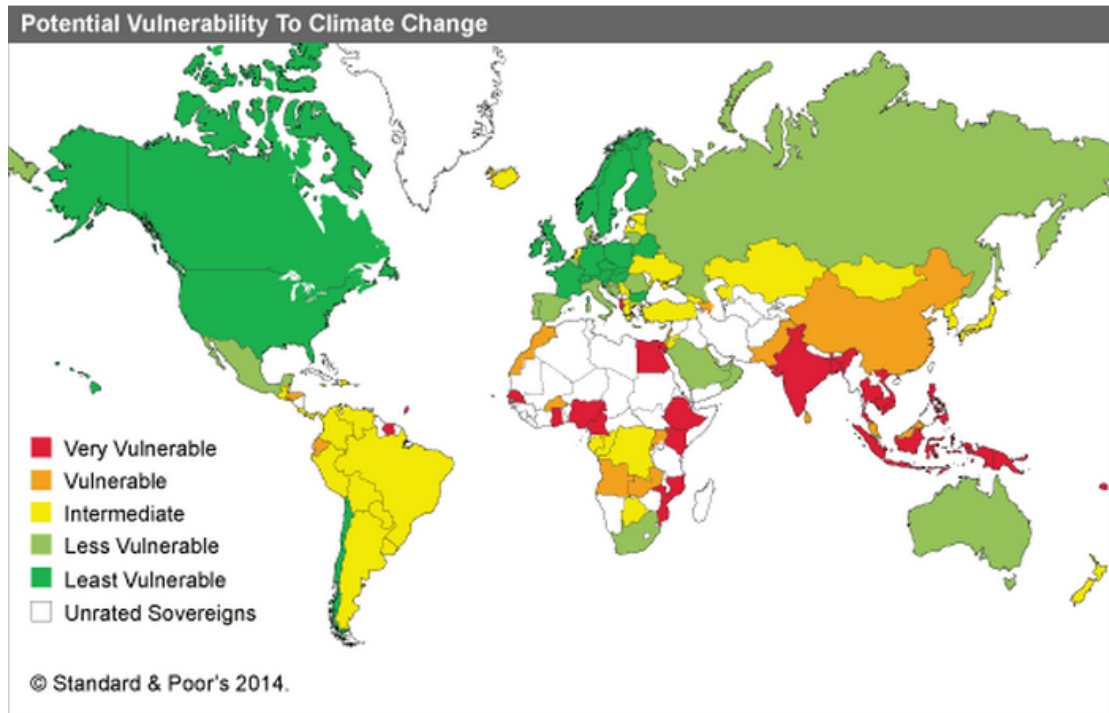 Potential Vulnerability To Climate Change
Very Vulnerable
Vulnerable
Intermediate
Less Vulnerable
Least Vulnerable
Unrated Sovereigns
© Standard & Poor's 2014.